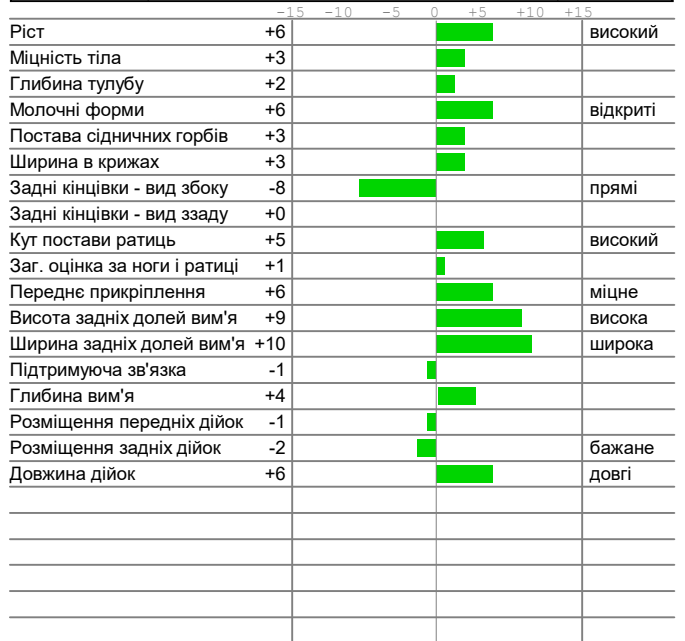 -15 -10 -5 0 +5 +10 +15
Ріст +6 високий
Міцність тіла +3
Глибина тулубу +2
Молочні форми +6 відкриті
Постава сідничних горбів +3
Ширина в крижах +3
Задні кінцівки - вид збоку -8 прямі
Задні кінцівки - вид ззаду +0
Кут постави ратиць +5 високий
Заг. оцінка за ноги і ратиці +1
Переднє прикріплення +6 міцне
Висота задніх долей вим'я +9 висока
Ширина задніх долей вим'я +10 широка
Підтримуюча зв'язка -1
Глибина вим'я +4
Розміщення передніх дійок -1
Розміщення задніх дійок -2 бажане
Довжина дійок +6 довгі